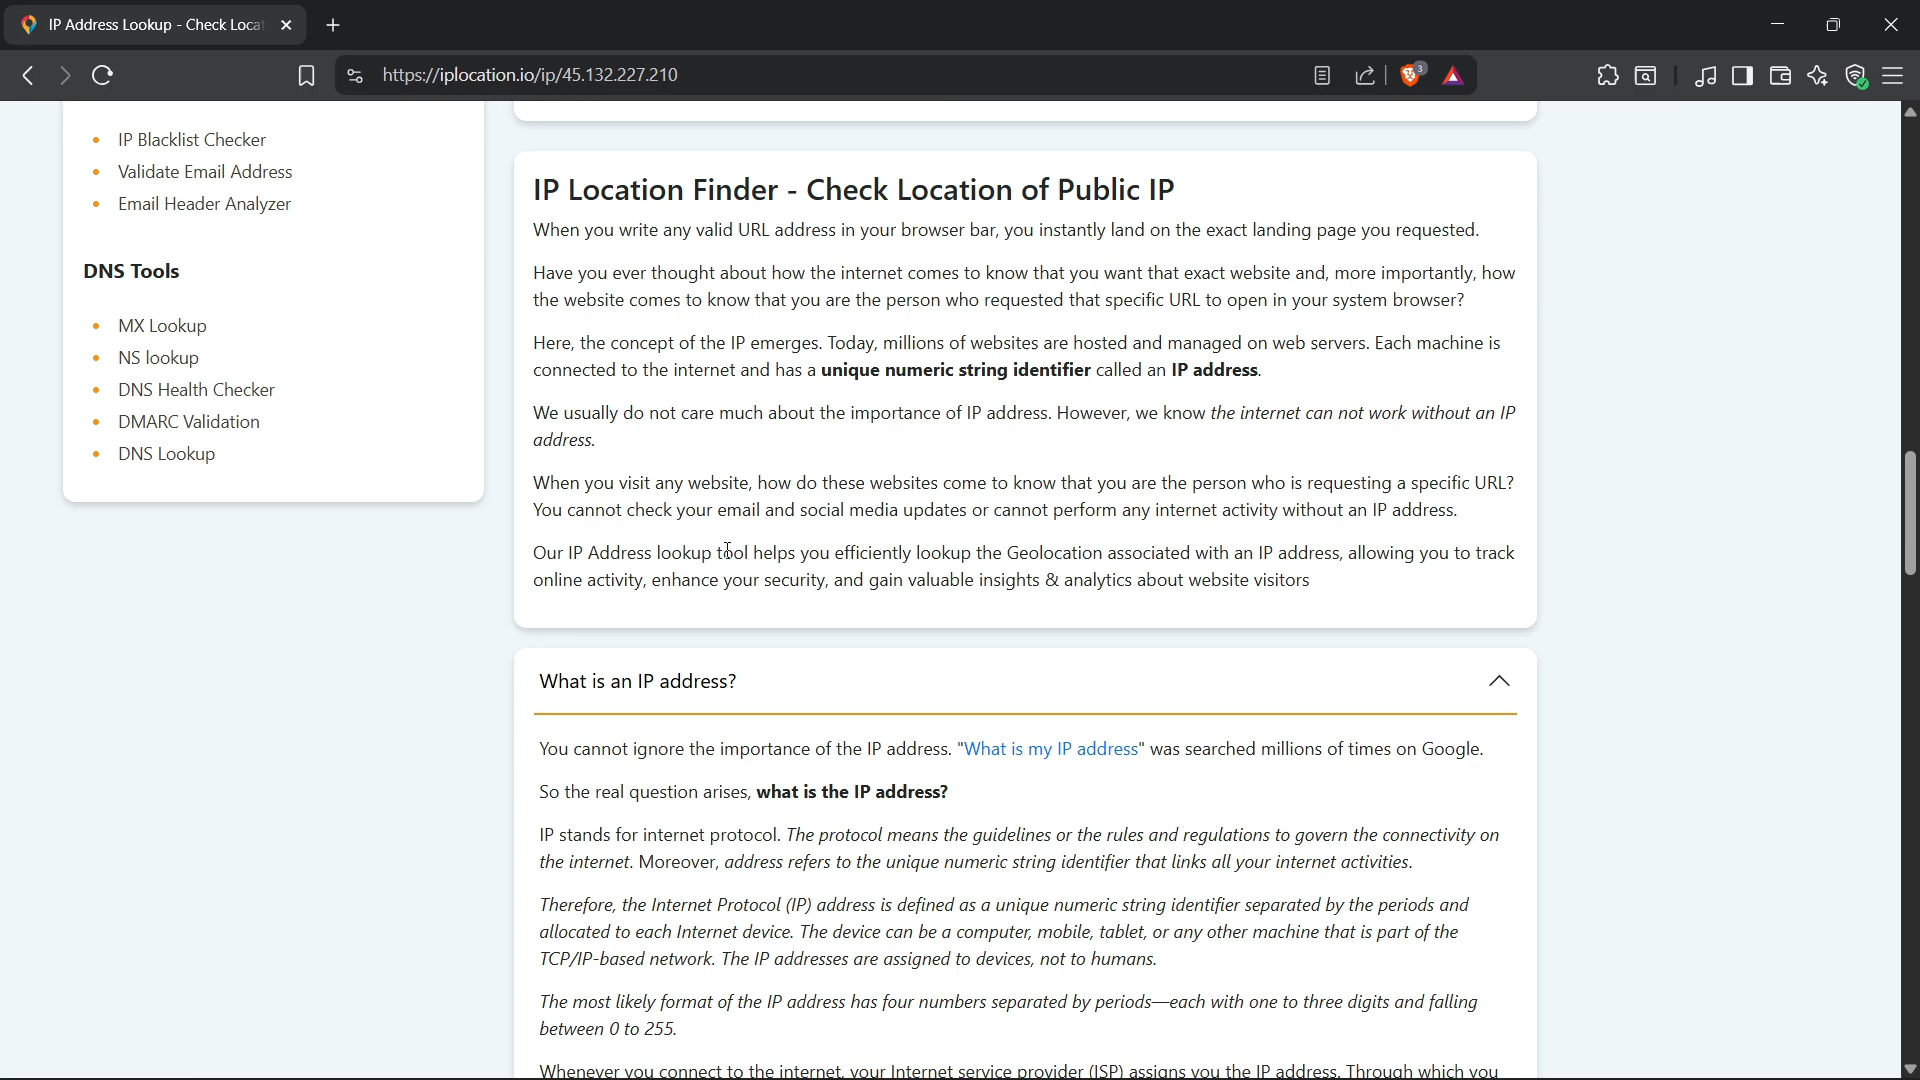 IP Address Lookup - Check Locat
https://iplocation.io/ip/45.132.227.210
3
IP Blacklist Checker
Validate Email Address
Email Header Analyzer
DNS Tools
MX Lookup
NS lookup
DNS Health Checker
DMARC Validation
DNS Lookup
IP Location Finder - Check Location of Public IP
When you write any valid URL address in your browser bar, you instantly land on the exact landing page you requested.
Have you ever thought about how the internet comes to know that you want that exact website and, more importantly, how
the website comes to know that you are the person who requested that specific URL to open in your system browser?
Here, the concept of the IP emerges. Today, millions of websites are hosted and managed on web servers. Each machine is
connected to the internet and has a unique numeric string identifier called an IP address.
We usually do not care much about the importance of IP address. However, we know the internet can not work without an IP
address.
When you visit any website, how do these websites come to know that you are the person who is requesting a specific URL?
You cannot check your email and social media updates or cannot perform any internet activity without an IP address.
Our IP Address lookup tool helps you efficiently lookup the Geolocation associated with an IP address, allowing you to track
online activity, enhance your security, and gain valuable insights & analytics about website visitors
What is an IP address?
You cannot ignore the importance of the IP address. "What is my IP address" was searched millions of times on Google.
So the real question arises, what is the IP address?
IP stands for internet protocol. The protocol means the guidelines or the rules and regulations to govern the connectivity on
the internet. Moreover, address refers to the unique numeric string identifier that links all your internet activities.
Therefore, the Internet Protocol (IP) address is defined as a unique numeric string identifier separated by the periods and
allocated to each Internet device. The device can be a computer, mobile, tablet, or any other machine that is part of the
TCP/IP-based network. The IP addresses are assigned to devices, not to humans.
The most likely format of the IP address has four numbers separated by periods—each with one to three digits and falling
between 0 to 255.
Whenever you connect to the internet, your Internet service provider (ISP) assigns you the IP address. Through which you